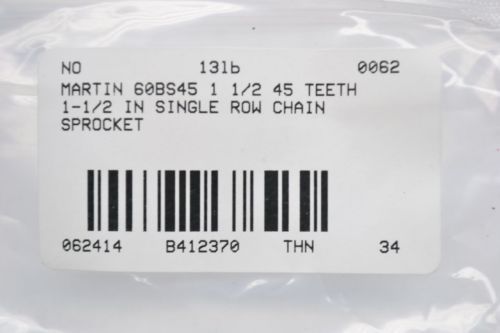 NO 13lb 0062
MARTIN 60BS45 1 1/2 45 TEETH
1-1/2 IN SINGLE ROW CHAIN
SPROCKET
062414 B412370 THN 34